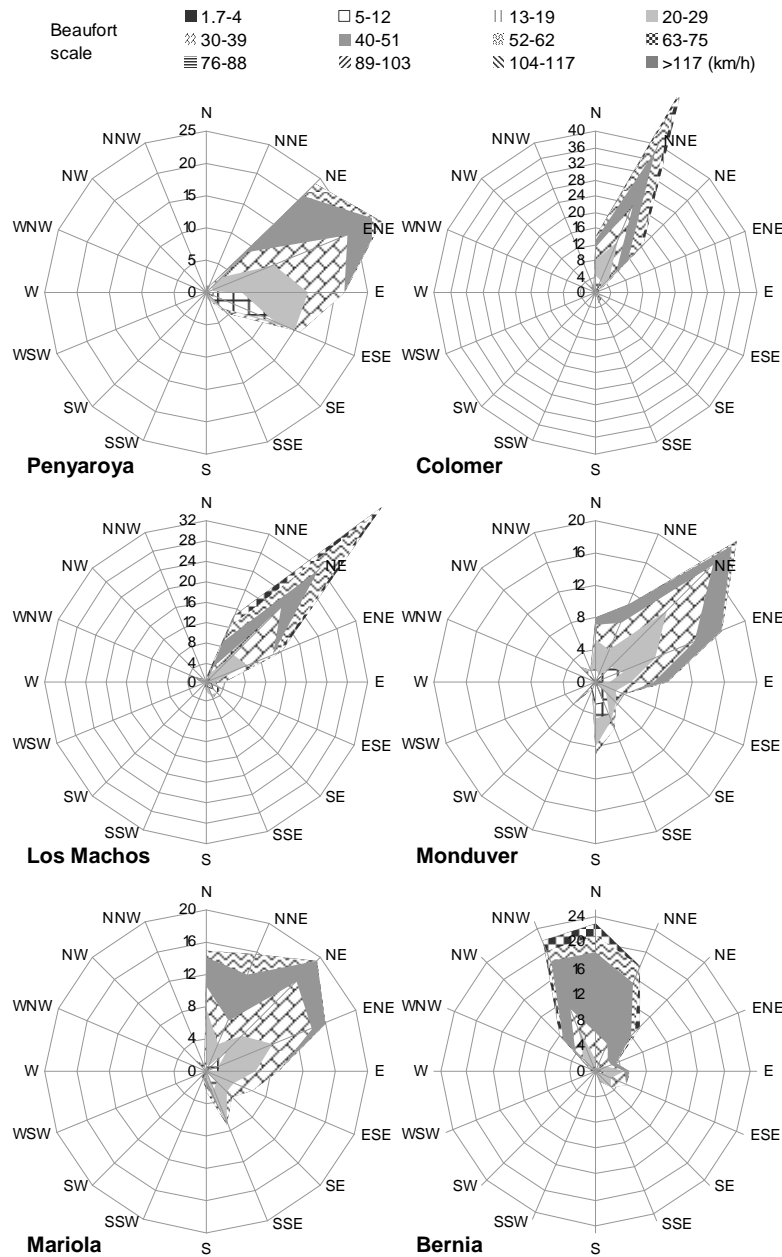 Beaufort scale
1.7-4 5-12 13-19 20-29
30-39 40-51 52-62 63-75
76-88 89-103 104-117 >117 (km/h)
N NNE NE ENE E ESE SE SSE S SSW SW WSW W WNW NW NNW
25 20 15 10 5 0
Penyaroya
N NNE NE ENE E ESE SE SSE S SSW SW WSW W WNW NW NNW
40 36 32 28 24 20 16 12 8 4 0
Colomer
N NNE NE ENE E ESE SE SSE S SSW SW WSW W WNW NW NNW
32 28 24 20 16 12 8 4 0
Los Machos
N NNE NE ENE E ESE SE SSE S SSW SW WSW W WNW NW NNW
20 16 12 8 4 0
Monduver
N NNE NE ENE E ESE SE SSE S SSW SW WSW W WNW NW NNW
20 16 12 8 4 0
Mariola
N NNE NE ENE E ESE SE SSE S SSW SW WSW W WNW NW NNW
24 20 16 12 8 4 0
Bernia